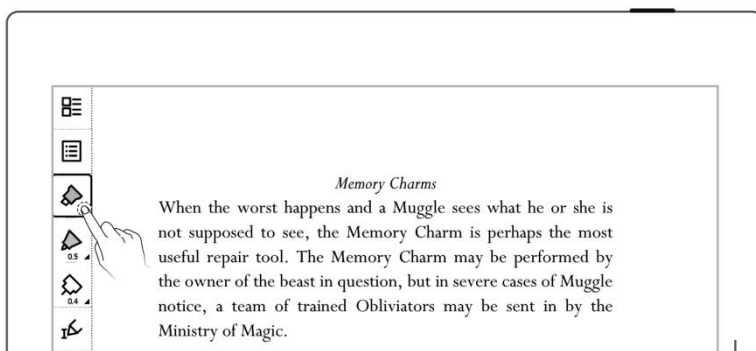 Memory Charms
When the worst happens and a Muggle sees what he or she is
not supposed to see, the Memory Charm is perhaps the most
useful repair tool. The Memory Charm may be performed by
the owner of the beast in question, but in severe cases of Muggle
notice, a team of trained Obliviators may be sent in by the
Ministry of Magic.
0.5
0.4